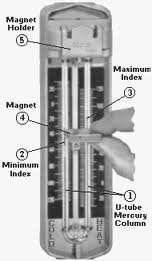 Magnet
Holder
5
Maximum
Index
3
Magnet
4
2
Minimum
Index
1
U-tube
Mercury
Column
COLD
HEAT